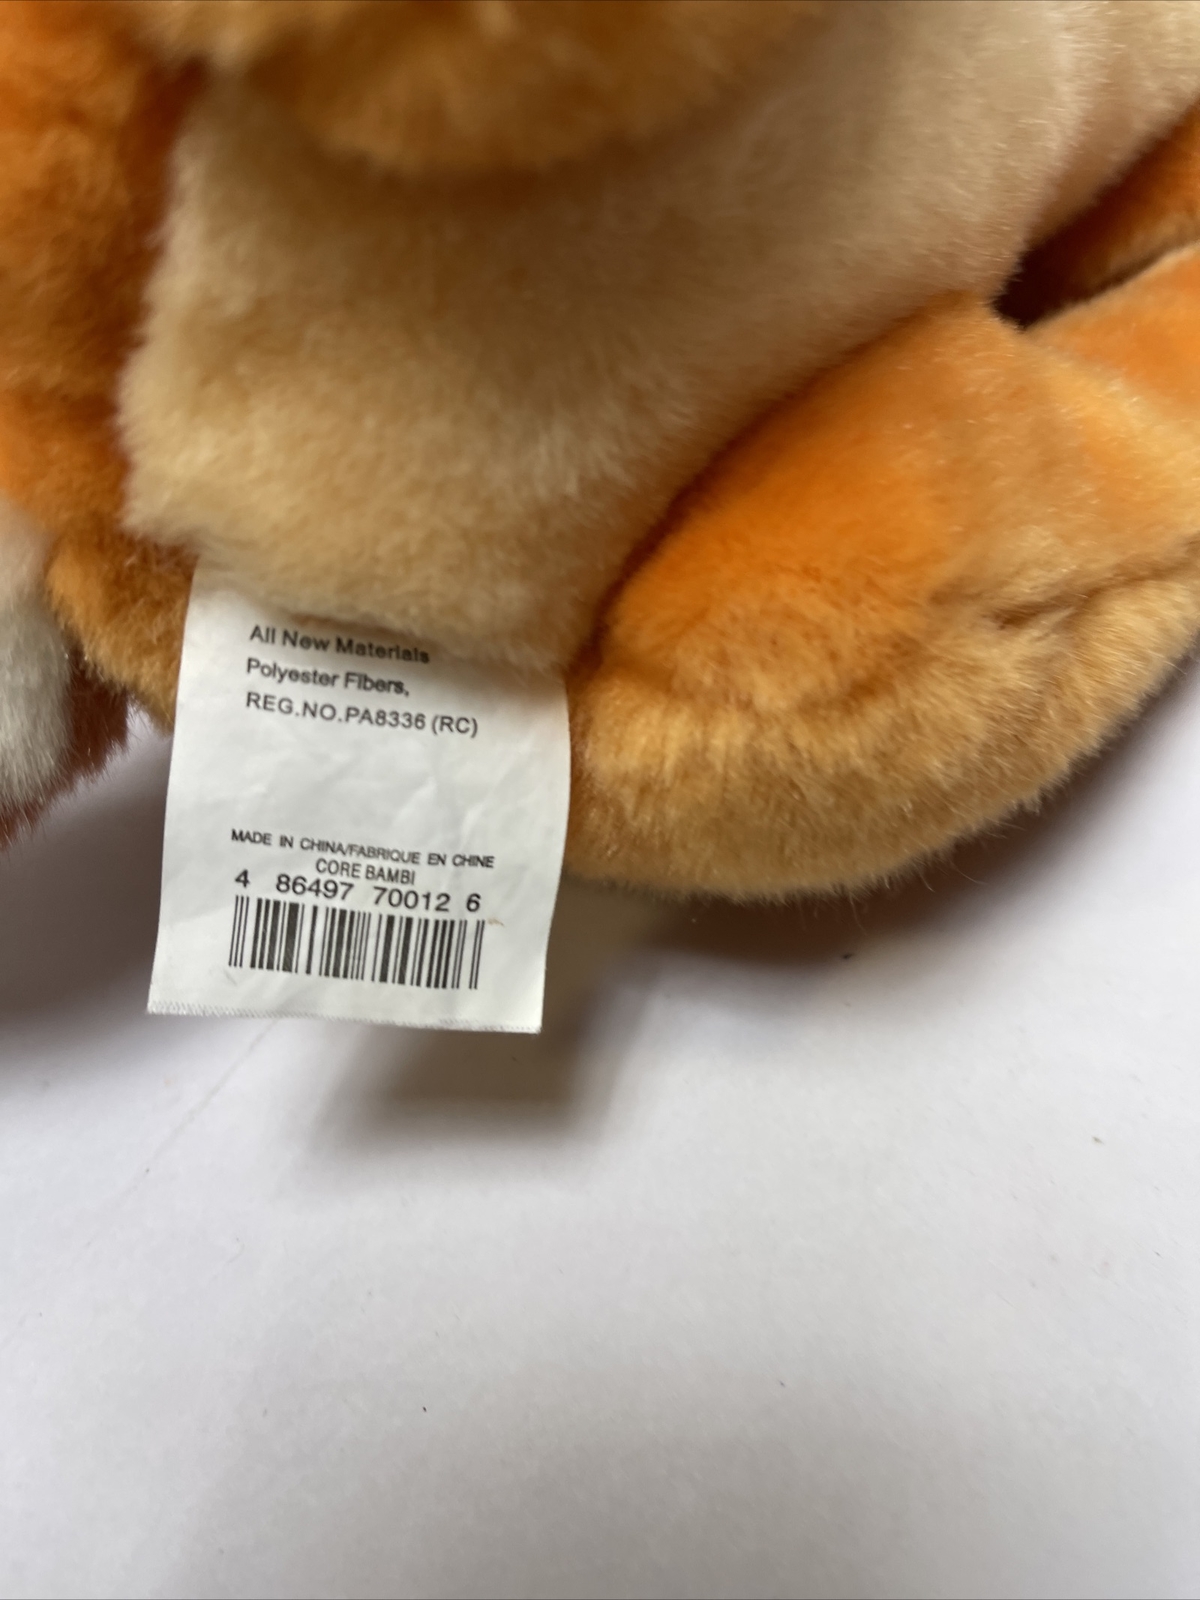 All New Materials
Polyester Fibers,
REG.NO.PA8336 (RC)
MADE IN CHINA/FABRIQUE EN CHINE
CORE BAMBI
4 86497 70012 6